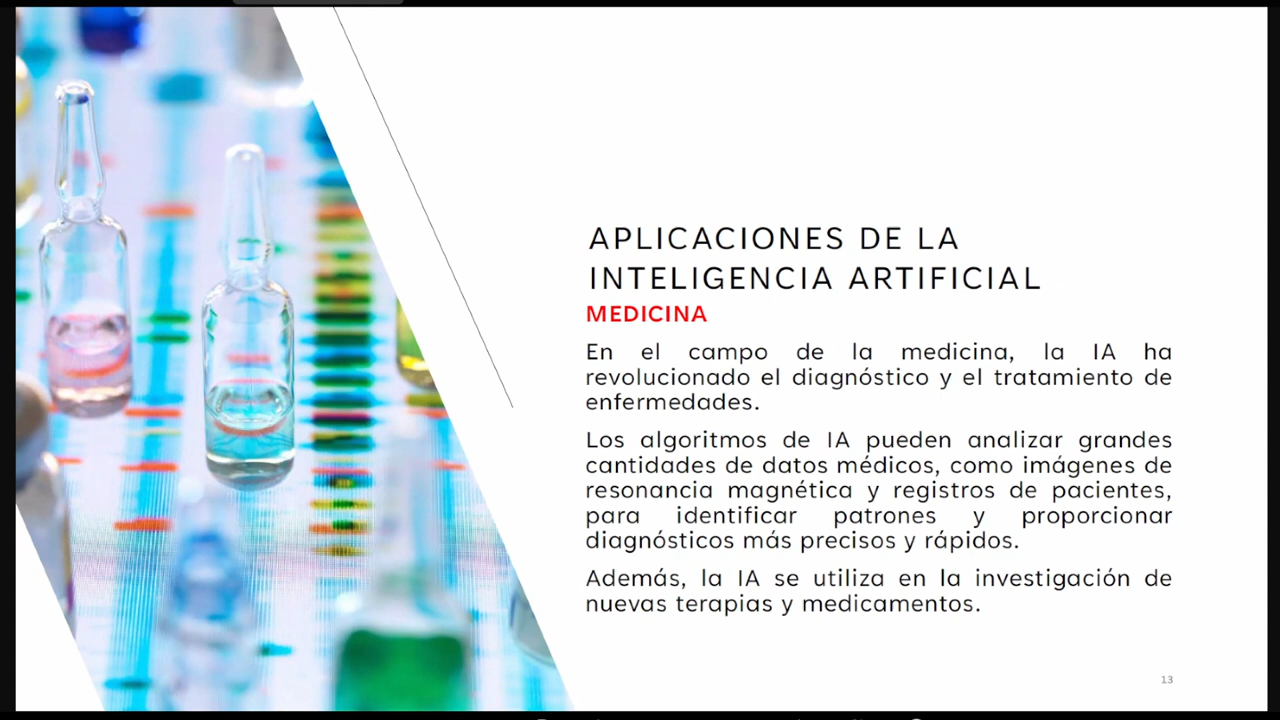 APLICACIONES DE LA
INTELIGENCIA ARTIFICIAL
MEDICINA
En el campo de la medicina, la IA ha
revolucionado el diagnóstico y el tratamiento de
enfermedades.
Los algoritmos de IA pueden analizar grandes
cantidades de datos médicos, como imágenes de
resonancia magnética y registros de pacientes,
para identificar patrones y proporcionar
diagnósticos más precisos y rápidos.
Además, la IA se utiliza en la investigación de
nuevas terapias y medicamentos.
13